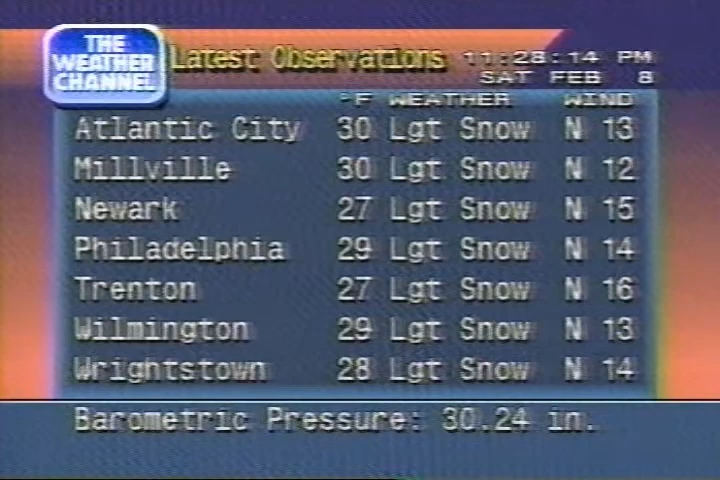 THE
WEATHER
CHANNEL
Latest Observations 11:28:14 PM
SAT FEB 8
°F WEATHER WIND
Atlantic City 30 Lgt Snow N 13
Millville 30 Lgt Snow N 12
Newark 27 Lgt Snow N 15
Philadelphia 29 Lgt Snow N 14
Trenton 27 Lgt Snow N 16
Wilmington 29 Lgt Snow N 13
Wrightstown 28 Lgt Snow N 14
Barometric Pressure: 30.24 in.